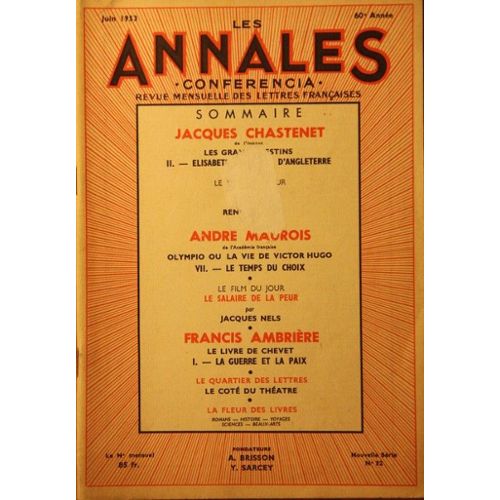 Juin 1953
60e Année
LES
ANNALES
· CONFERENCIA ·
REVUE MENSUELLE DES LETTRES FRANÇAISES
SOMMAIRE
JACQUES CHASTENET
de l'Institut
LES GRANDS DESTINS
II. — ELISABETH D'ANGLETERRE
LE
REN
ANDRE MAUROIS
de l'Académie française
OLYMPIO OU LA VIE DE VICTOR HUGO
VII. — LE TEMPS DU CHOIX
LE FILM DU JOUR
LE SALAIRE DE LA PEUR
par
JACQUES NELS
FRANCIS AMBRIÈRE
LE LIVRE DE CHEVET
I. — LA GUERRE ET LA PAIX
LE QUARTIER DES LETTRES
LE COTÉ DU THÉATRE
LA FLEUR DES LIVRES
ROMANS — HISTOIRE — VOYAGES
SCIENCES — BEAUX-ARTS
Le No mensuel
85 fr.
FONDATEURS
A. BRISSON
Y. SARCEY
Nouvelle Série
No 32